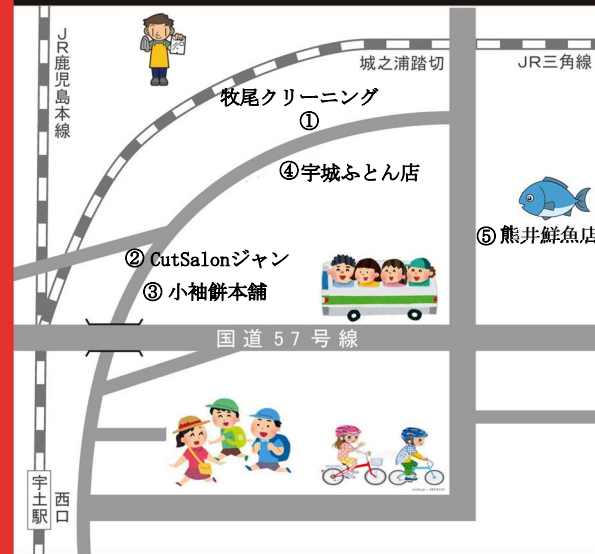 JR鹿児島本線
城之浦踏切
JR三角線
牧尾クリーニング
①
④宇城ふとん店
⑤熊井鮮魚店
② CutSalonジャン
③ 小袖餅本舗
国道57号線
宇土駅
西口